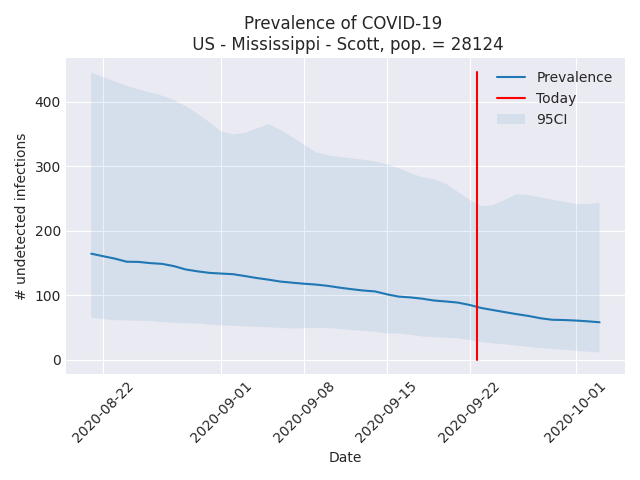 Prevalence of COVID-19
US - Mississippi - Scott, pop. = 28124
Prevalence
Today
95CI
# undetected infections
400
300
200
100
0
2020-08-22
2020-09-01
2020-09-08
2020-09-15
2020-09-22
2020-10-01
Date